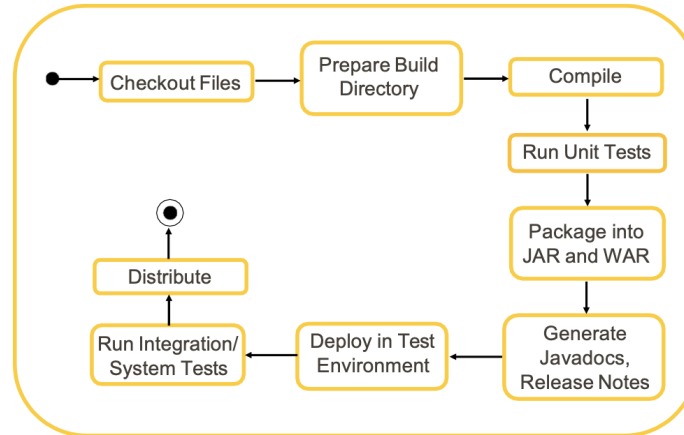 Checkout Files
Prepare Build
Directory
Compile
Run Unit Tests
Package into
JAR and WAR
Generate
Javadocs,
Release Notes
Deploy in Test
Environment
Run Integration/
System Tests
Distribute